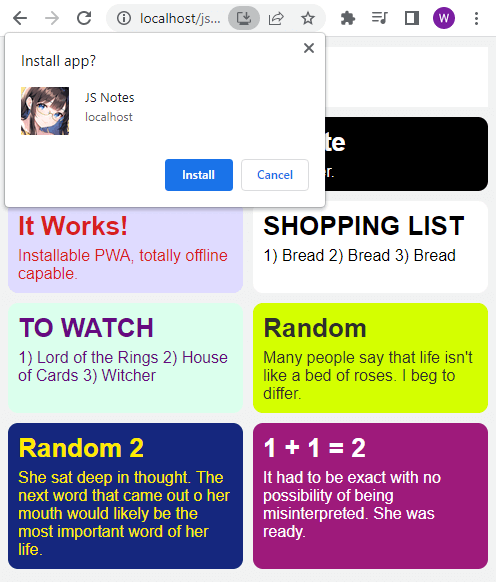 localhost/js...
W
Install app?
JS Notes
localhost
Install
Cancel
It Works!
Installable PWA, totally offline
capable.
SHOPPING LIST
1) Bread 2) Bread 3) Bread
TO WATCH
1) Lord of the Rings 2) House
of Cards 3) Witcher
Random
Many people say that life isn't
like a bed of roses. I beg to
differ.
Random 2
She sat deep in thought. The
next word that came out o her
mouth would likely be the
most important word of her
life.
1 + 1 = 2
It had to be exact with no
possibility of being
misinterpreted. She was
ready.